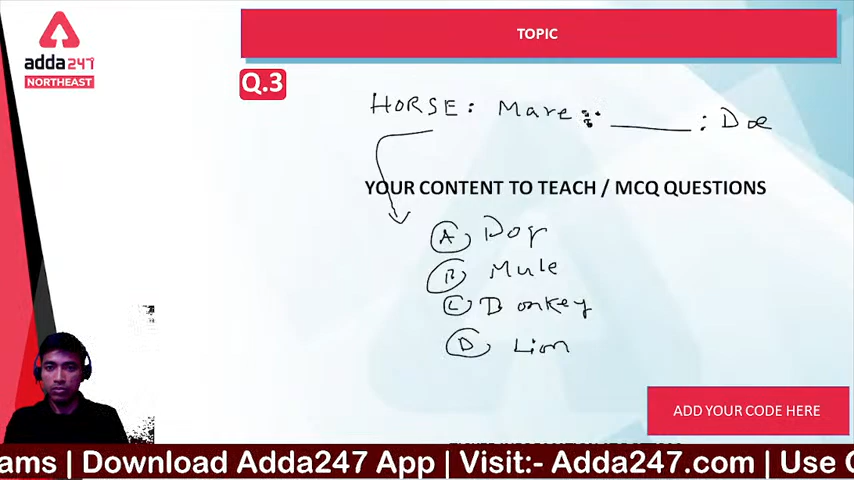 TOPIC
adda247
NORTHEAST
Q.3
HORSE : Mare :: ______ : Doe
YOUR CONTENT TO TEACH / MCQ QUESTIONS
A Dog
B Mule
C Donkey
D Lion
ADD YOUR CODE HERE
ams | Download Adda247 App | Visit:- Adda247.com | Use